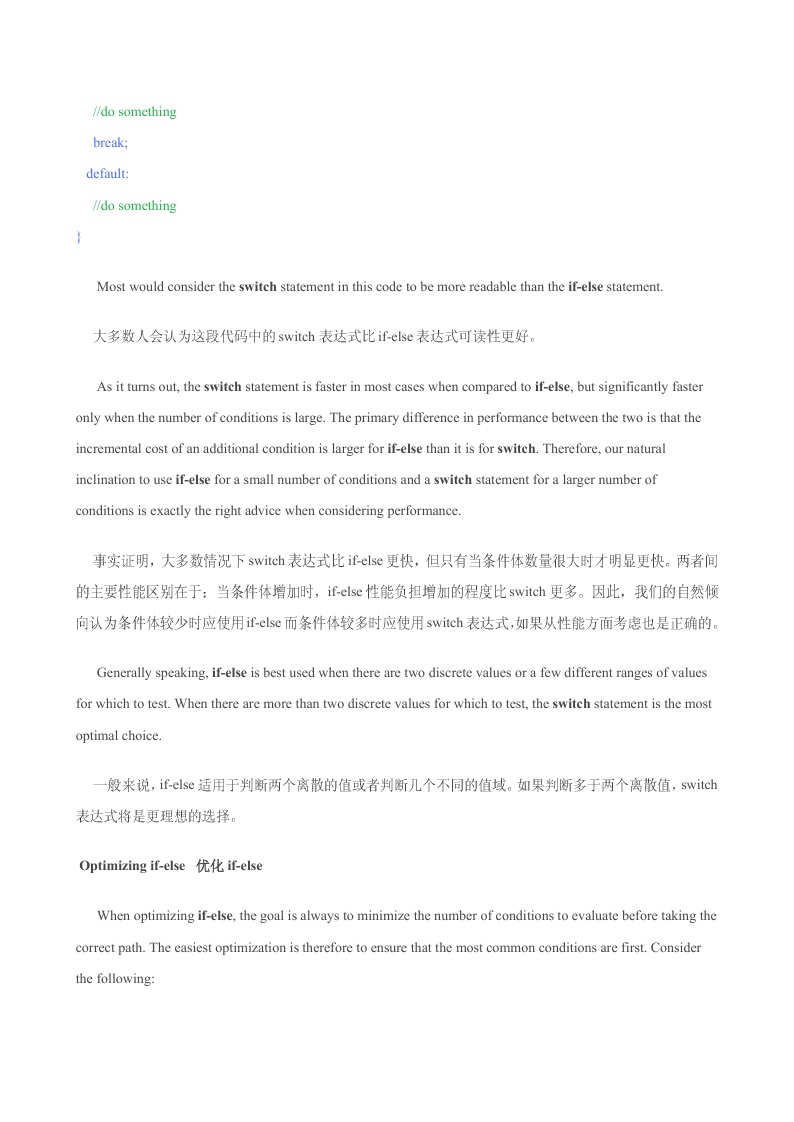 //do something
break;
default:
//do something
}
Most would consider the switch statement in this code to be more readable than the if-else statement.
大多数人会认为这段代码中的 switch 表达式比 if-else 表达式可读性更好。
As it turns out, the switch statement is faster in most cases when compared to if-else, but significantly faster
only when the number of conditions is large. The primary difference in performance between the two is that the
incremental cost of an additional condition is larger for if-else than it is for switch. Therefore, our natural
inclination to use if-else for a small number of conditions and a switch statement for a larger number of
conditions is exactly the right advice when considering performance.
事实证明，大多数情况下 switch 表达式比 if-else 更快，但只有当条件体数量很大时才明显更快。两者间
的主要性能区别在于：当条件体增加时，if-else 性能负担增加的程度比 switch 更多。因此，我们的自然倾
向认为条件体较少时应使用 if-else 而条件体较多时应使用 switch 表达式，如果从性能方面考虑也是正确的。
Generally speaking, if-else is best used when there are two discrete values or a few different ranges of values
for which to test. When there are more than two discrete values for which to test, the switch statement is the most
optimal choice.
一般来说，if-else 适用于判断两个离散的值或者判断几个不同的值域。如果判断多于两个离散值，switch
表达式将是更理想的选择。
Optimizing if-else 优化 if-else
When optimizing if-else, the goal is always to minimize the number of conditions to evaluate before taking the
correct path. The easiest optimization is therefore to ensure that the most common conditions are first. Consider
the following: